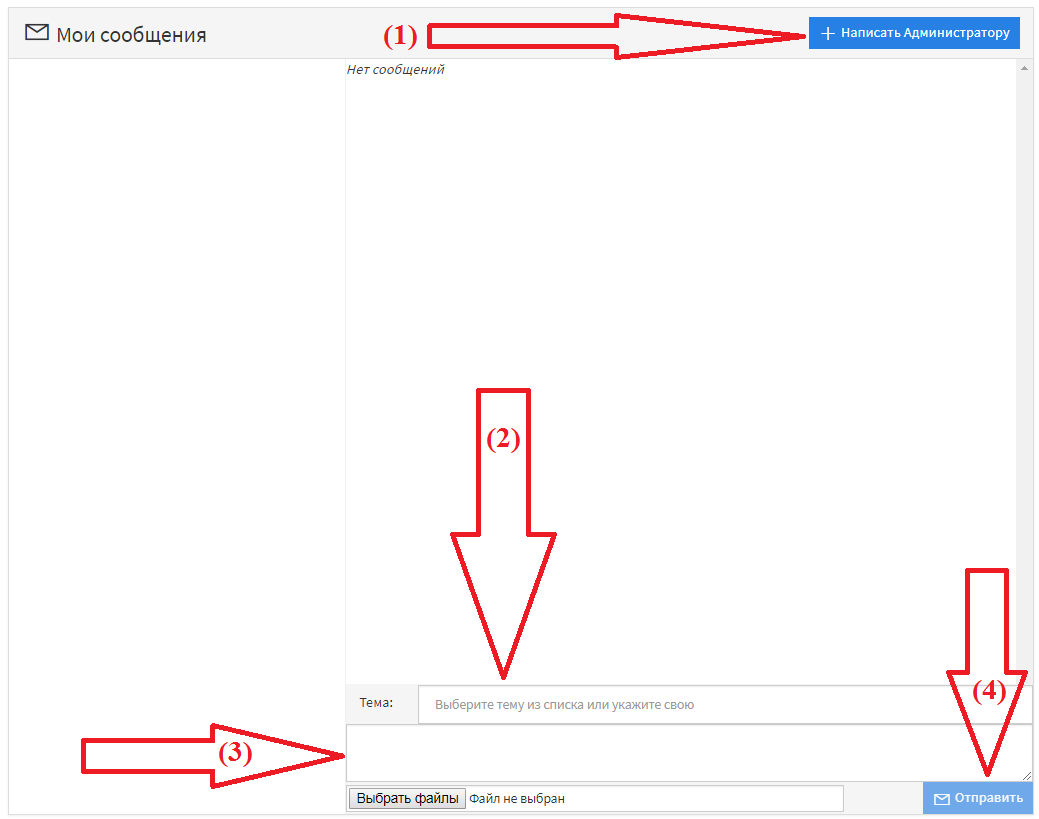 Мои сообщения
(1)
+ Написать Администратору
Нет сообщений
(2)
(4)
Тема:
Выберите тему из списка или укажите свою
(3)
Выбрать файлы Файл не выбран
Отправить